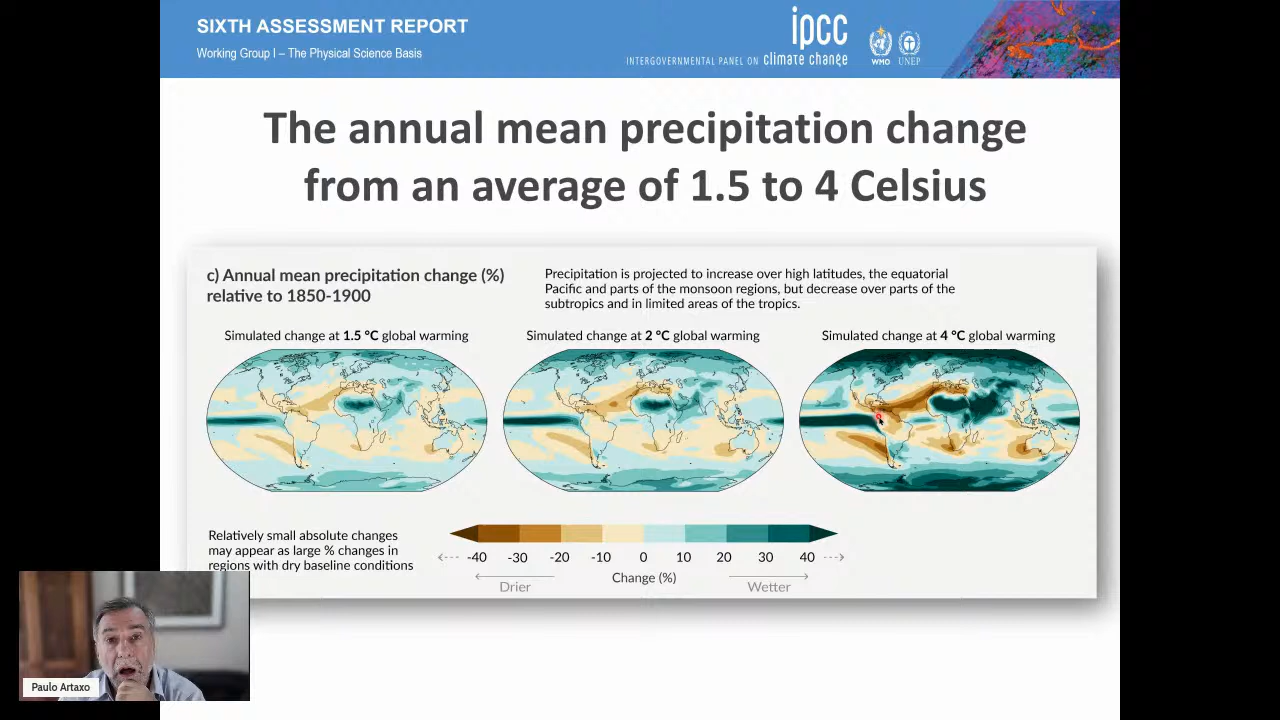 SIXTH ASSESSMENT REPORT
Working Group I – The Physical Science Basis
ipcc
INTERGOVERNMENTAL PANEL ON climate change
WMO
UNEP
The annual mean precipitation change
from an average of 1.5 to 4 Celsius
c) Annual mean precipitation change (%)
relative to 1850-1900
Precipitation is projected to increase over high latitudes, the equatorial
Pacific and parts of the monsoon regions, but decrease over parts of the
subtropics and in limited areas of the tropics.
Simulated change at 1.5 °C global warming
Simulated change at 2 °C global warming
Simulated change at 4 °C global warming
Relatively small absolute changes
may appear as large % changes in
regions with dry baseline conditions
-40 -30 -20 -10 0 10 20 30 40
Change (%)
Drier
Wetter
Paulo Artaxo